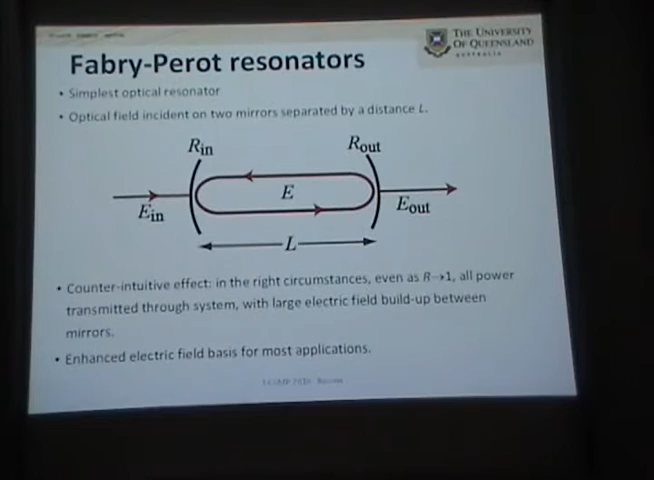 THE UNIVERSITY
OF QUEENSLAND
AUSTRALIA
Fabry-Perot resonators
• Simplest optical resonator
• Optical field incident on two mirrors separated by a distance L.
Rin
Rout
E
Ein
Eout
L
• Counter-intuitive effect: in the right circumstances, even as R→1, all power
transmitted through system, with large electric field build-up between
mirrors.
• Enhanced electric field basis for most applications.